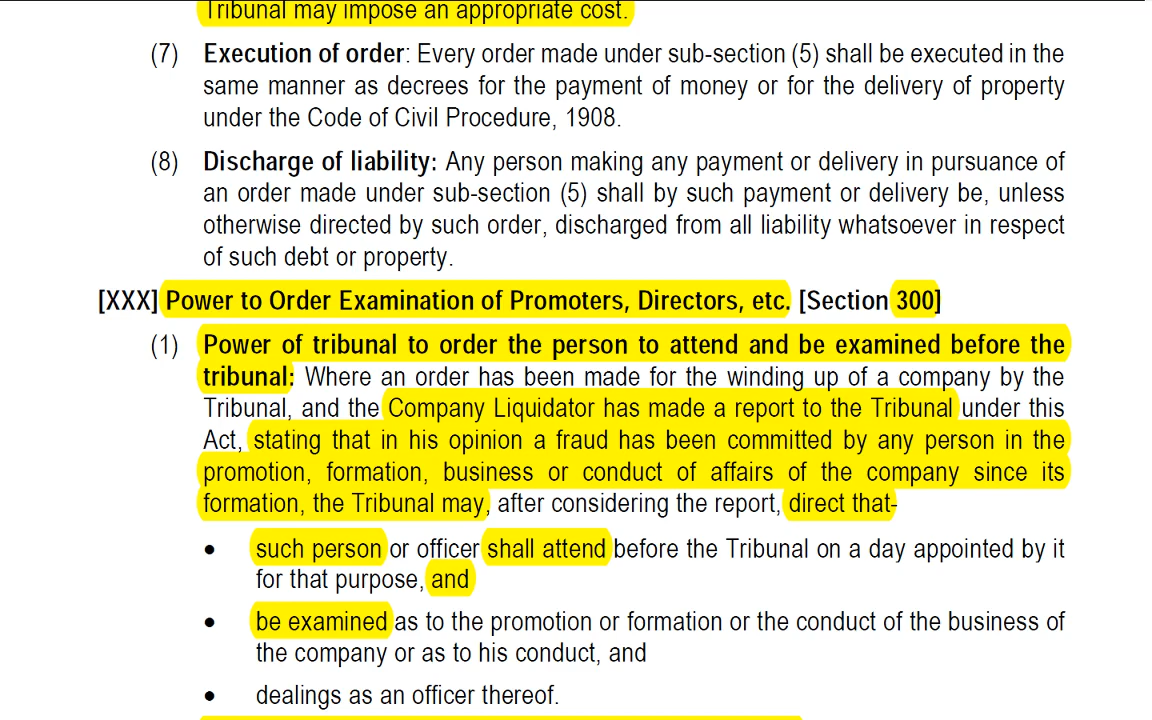 Tribunal may impose an appropriate cost.
(7) Execution of order: Every order made under sub-section (5) shall be executed in the
same manner as decrees for the payment of money or for the delivery of property
under the Code of Civil Procedure, 1908.
(8) Discharge of liability: Any person making any payment or delivery in pursuance of
an order made under sub-section (5) shall by such payment or delivery be, unless
otherwise directed by such order, discharged from all liability whatsoever in respect
of such debt or property.
[XXX] Power to Order Examination of Promoters, Directors, etc. [Section 300]
(1) Power of tribunal to order the person to attend and be examined before the
tribunal: Where an order has been made for the winding up of a company by the
Tribunal, and the Company Liquidator has made a report to the Tribunal under this
Act, stating that in his opinion a fraud has been committed by any person in the
promotion, formation, business or conduct of affairs of the company since its
formation, the Tribunal may, after considering the report, direct that-
• such person or officer shall attend before the Tribunal on a day appointed by it
for that purpose, and
• be examined as to the promotion or formation or the conduct of the business of
the company or as to his conduct, and
• dealings as an officer thereof.